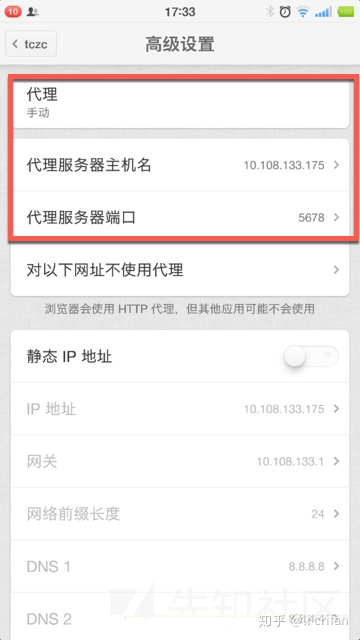 10
17:33
100
tczc
高级设置
代理
手动
代理服务器主机名 10.108.133.175
代理服务器端口 5678
对以下网址不使用代理
浏览器会使用 HTTP 代理，但其他应用可能不会使用
静态 IP 地址
IP 地址 10.108.133.175
网关 10.108.133.1
网络前缀长度 24
DNS 1 8.8.8.8
DNS 2
先知社区